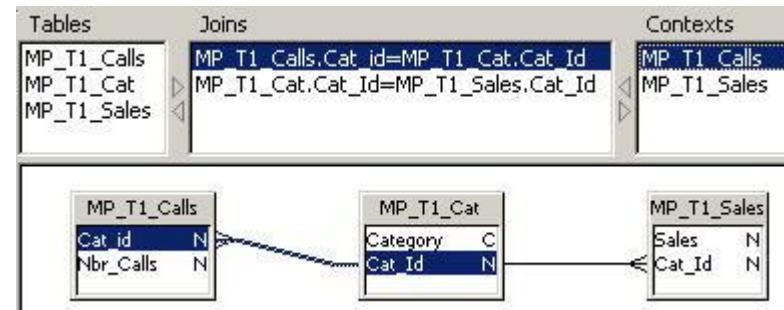 Tables
Joins
Contexts
MP_T1_Calls
MP_T1_Cat
MP_T1_Sales
MP_T1_Calls.Cat_id=MP_T1_Cat.Cat_Id
MP_T1_Cat.Cat_Id=MP_T1_Sales.Cat_Id
MP_T1_Calls
MP_T1_Sales
MP_T1_Calls
Cat_id N
Nbr_Calls N
MP_T1_Cat
Category C
Cat_Id N
MP_T1_Sales
Sales N
Cat_Id N